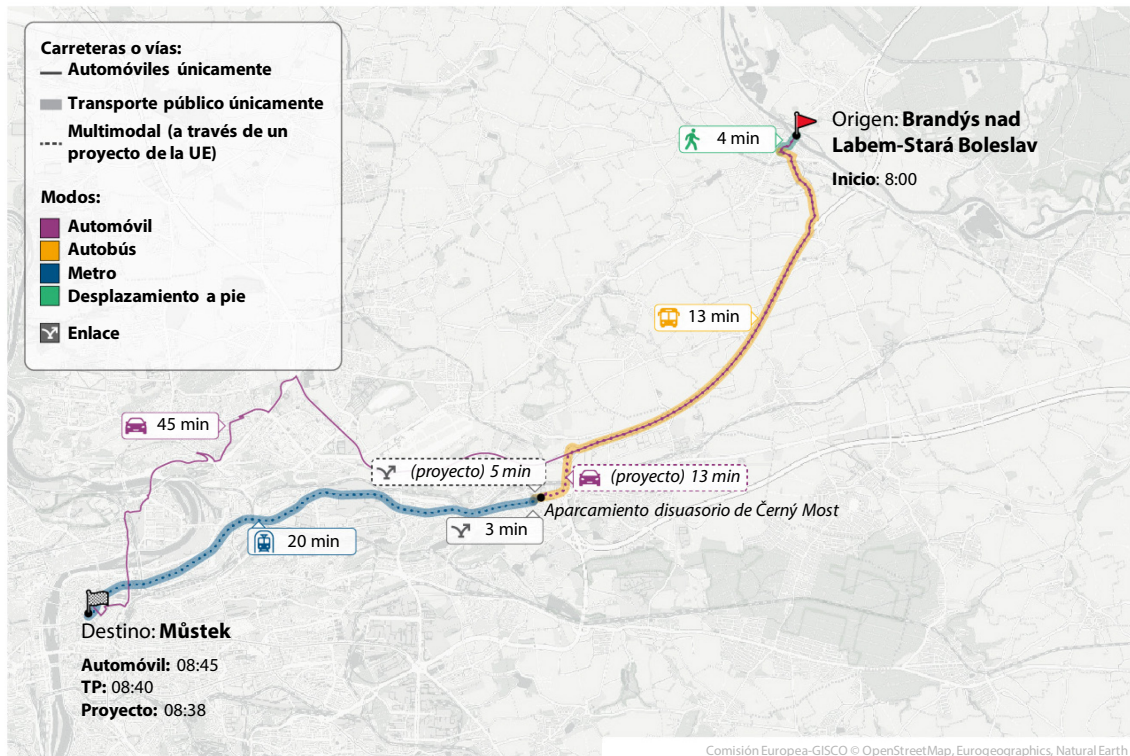 Carreteras o vías:
Automóviles únicamente
Transporte público únicamente
Multimodal (a través de un
proyecto de la UE)
Modos:
Automóvil
Autobús
Metro
Desplazamiento a pie
Enlace
4 min
Origen: Brandýs nad
Labem-Stará Boleslav
Inicio: 8:00
13 min
45 min
(proyecto) 5 min
(proyecto) 13 min
Aparcamiento disuasorio de Černý Most
3 min
20 min
Destino: Můstek
Automóvil: 08:45
TP: 08:40
Proyecto: 08:38
Comisión Europea-GISCO © OpenStreetMap, Eurogeographics, Natural Earth